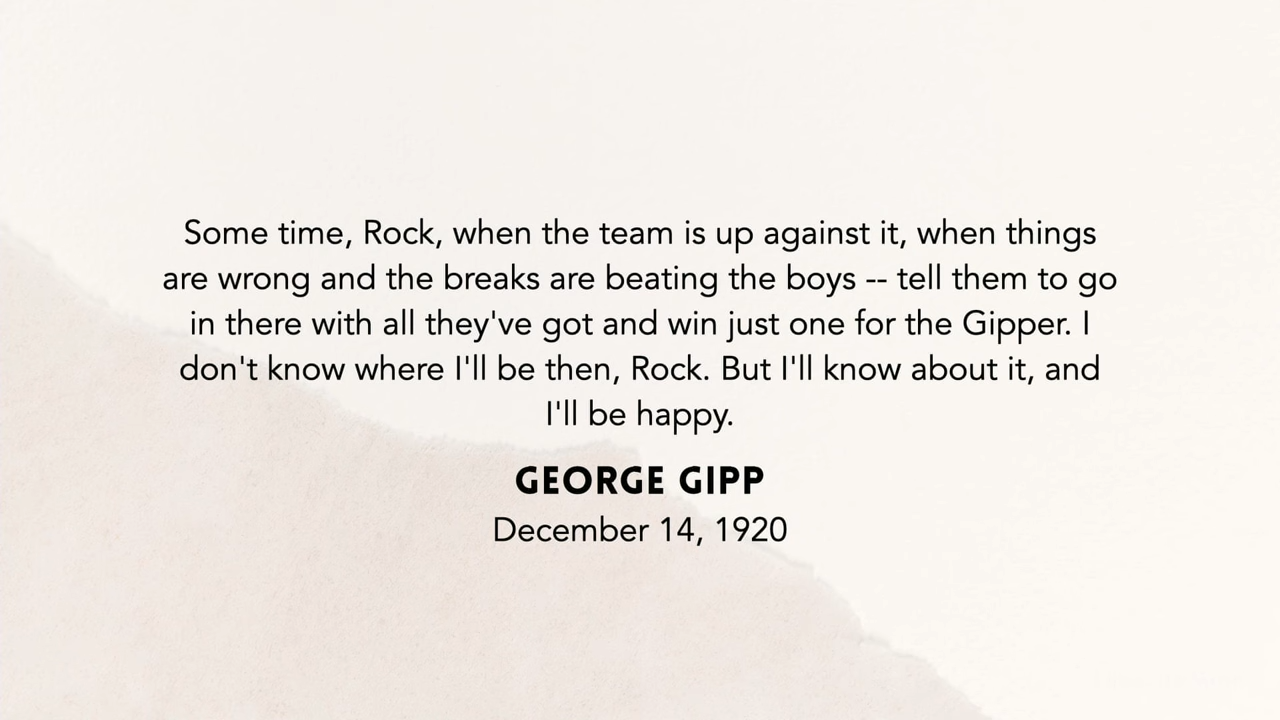 Some time, Rock, when the team is up against it, when things
are wrong and the breaks are beating the boys -- tell them to go
in there with all they've got and win just one for the Gipper. I
don't know where I'll be then, Rock. But I'll know about it, and
I'll be happy.
GEORGE GIPP
December 14, 1920